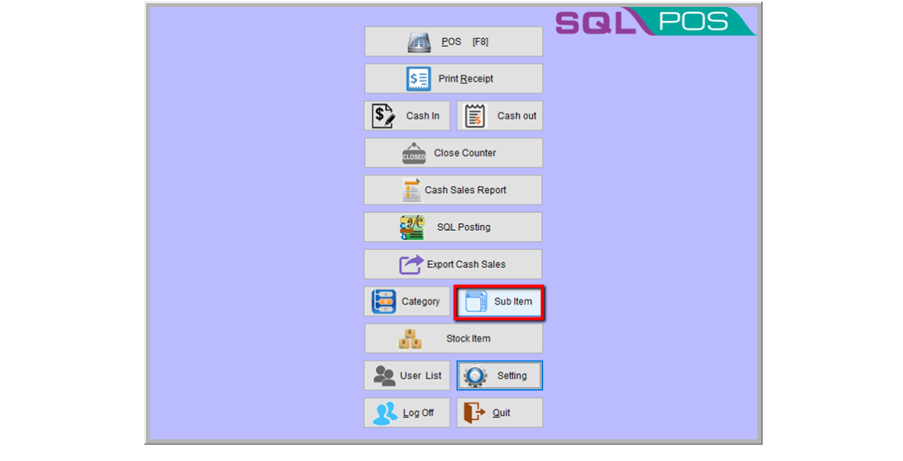 SQL POS
POS [F8]
Print Receipt
Cash In
Cash out
CLOSED
Close Counter
Cash Sales Report
SQL Posting
Export Cash Sales
Category
Sub Item
Stock Item
User List
Setting
Log Off
Quit